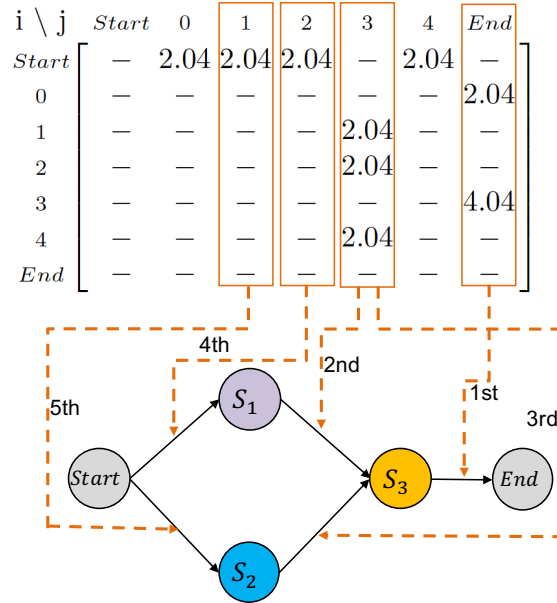 i \ j Start 0 1 2 3 4 End
Start — 2.04 2.04 2.04 — 2.04 —
0 — — — — — — 2.04
1 — — — — 2.04 — —
2 — — — — 2.04 — —
3 — — — — — — 4.04
4 — — — — 2.04 — —
End — — — — — — —
4th
2nd
1st
5th
3rd
S₁
Start
S₃
End
S₂